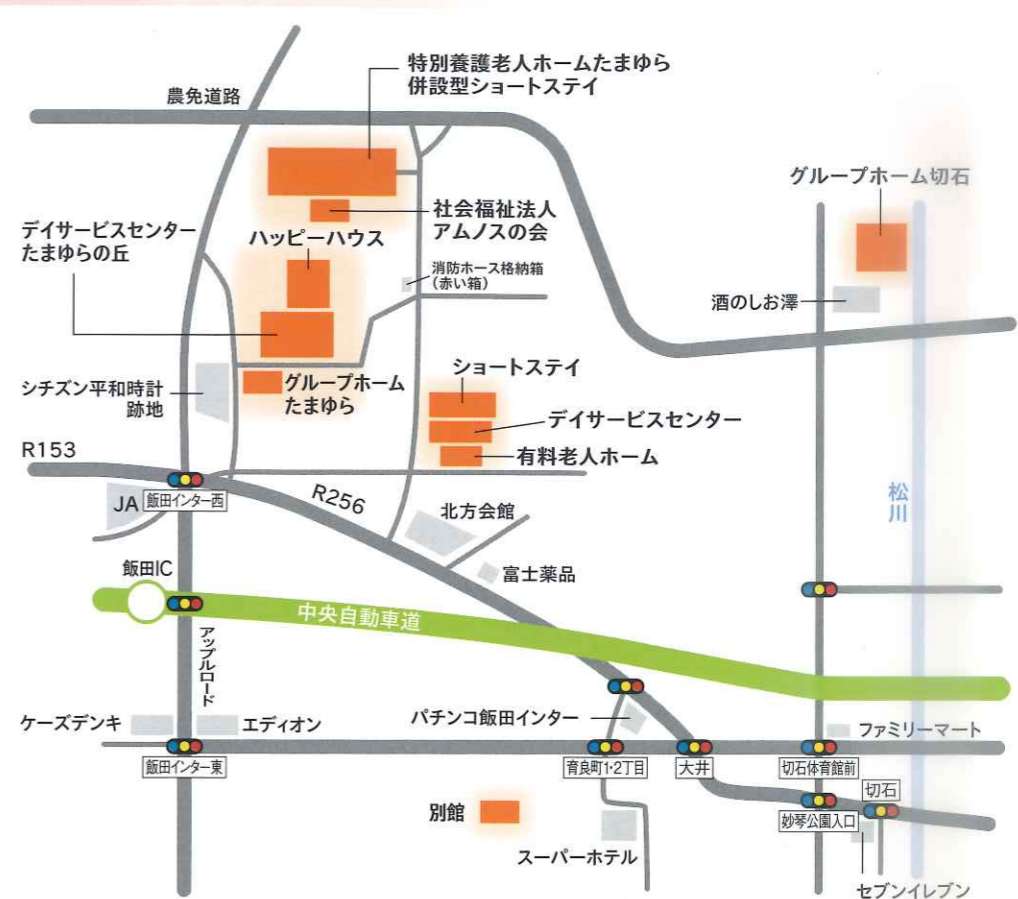 特別養護老人ホームたまゆら
併設型ショートステイ
農免道路
グループホーム切石
社会福祉法人
アムノスの会
デイサービスセンター
たまゆらの丘
ハッピーハウス
消防ホース格納箱
(赤い箱)
酒のしお澤
ショートステイ
シチズン平和時計
跡地
グループホーム
たまゆら
デイサービスセンター
R153
有料老人ホーム
JA
飯田インター西
R256
北方会館
松川
飯田IC
富士薬品
中央自動車道
アップルロード
ケーズデンキ
エディオン
パチンコ飯田インター
ファミリーマート
飯田インター東
育良町1・2丁目
大井
切石体育館前
切石
別館
妙琴公園入口
スーパーホテル
セブンイレブン